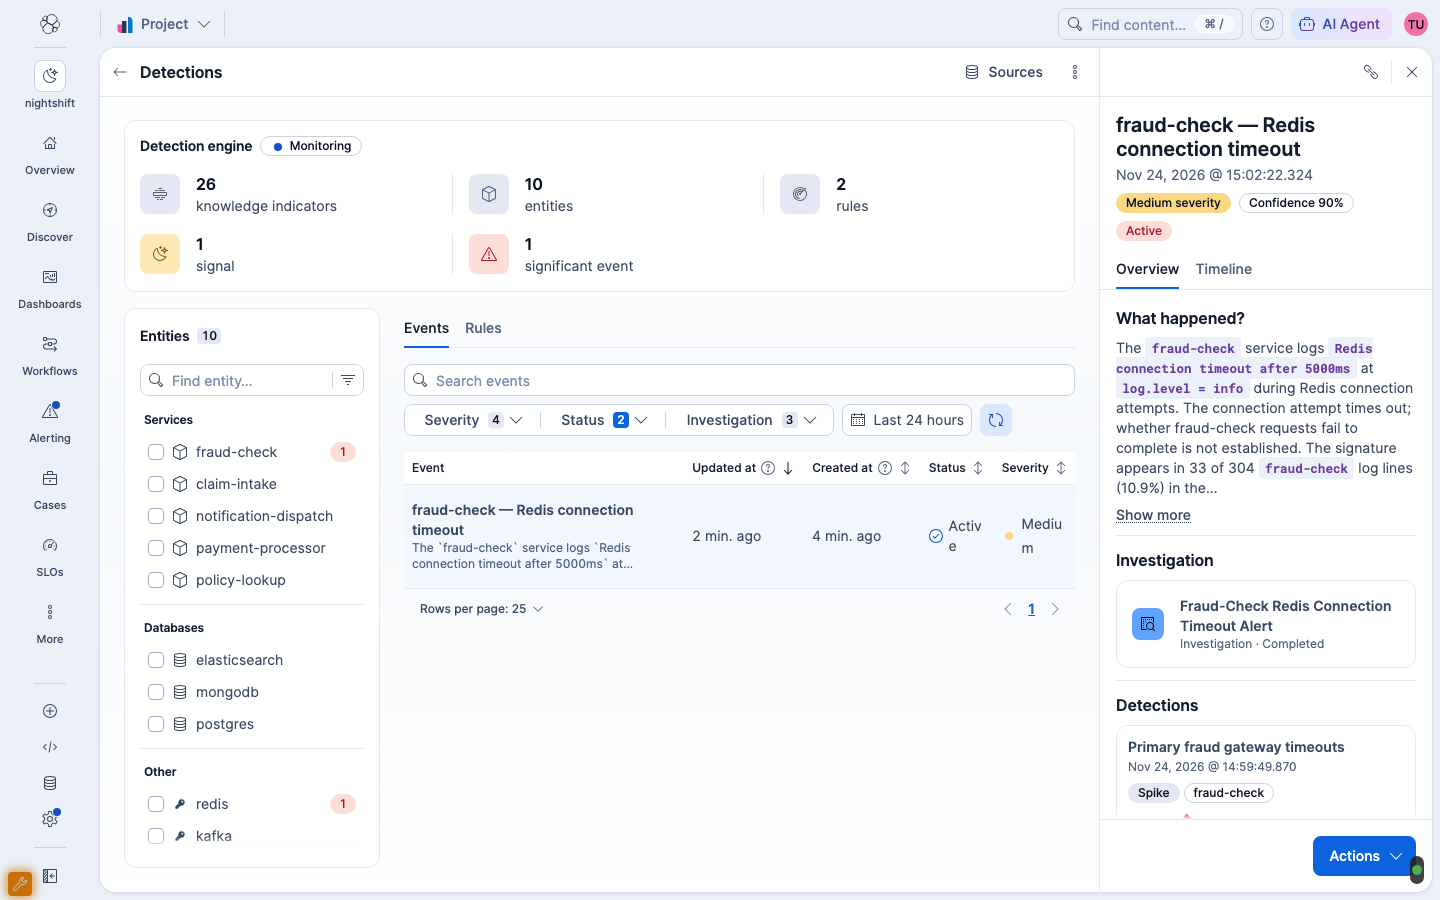 Project
Find content... ⌘ /
AI Agent
TU
nightshift
Overview
Discover
Dashboards
Workflows
Alerting
Cases
SLOs
More
Detections
Sources
Detection engine
Monitoring
26
knowledge indicators
10
entities
2
rules
1
signal
1
significant event
Entities 10
Find entity...
Services
fraud-check 1
claim-intake
notification-dispatch
payment-processor
policy-lookup
Databases
elasticsearch
mongodb
postgres
Other
redis 1
kafka
Events Rules
Search events
Severity 4 Status 2 Investigation 3 Last 24 hours
Event Updated at Created at Status Severity
fraud-check — Redis connection
timeout
The `fraud-check` service logs `Redis
connection timeout after 5000ms` at...
2 min. ago
4 min. ago
Activ
e
Mediu
m
Rows per page: 25
1
fraud-check — Redis
connection timeout
Nov 24, 2026 @ 15:02:22.324
Medium severity Confidence 90%
Active
Overview Timeline
What happened?
The fraud-check service logs Redis
connection timeout after 5000ms at
log.level = info during Redis connection
attempts. The connection attempt times out;
whether fraud-check requests fail to
complete is not established. The signature
appears in 33 of 304 fraud-check log lines
(10.9%) in the...
Show more
Investigation
Fraud-Check Redis Connection
Timeout Alert
Investigation · Completed
Detections
Primary fraud gateway timeouts
Nov 24, 2026 @ 14:59:49.870
Spike fraud-check
Actions